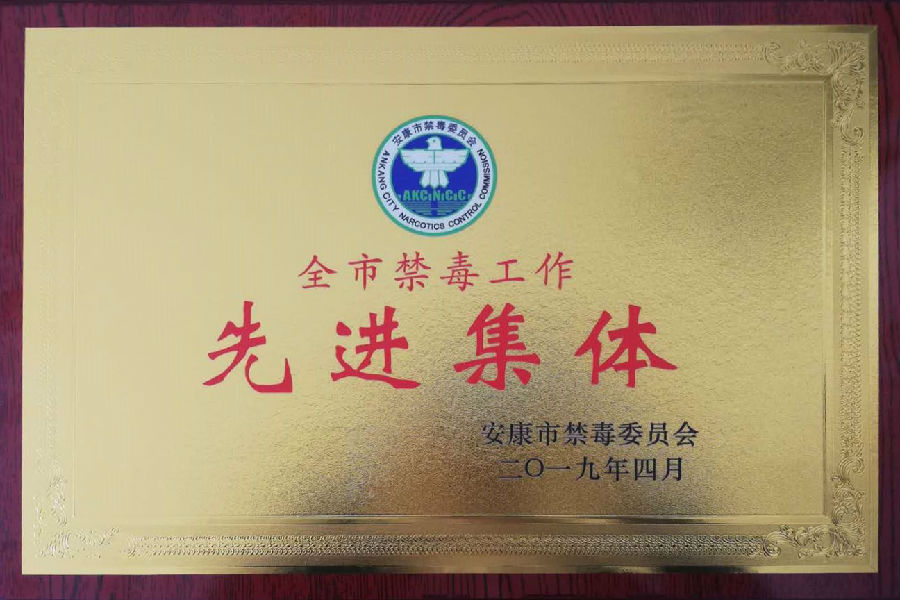 安康市禁毒委员会
AKCNCC
ANKANG CITY NARCOTICS CONTROL COMMISSION
全市禁毒工作
先进集体
安康市禁毒委员会
二〇一九年四月